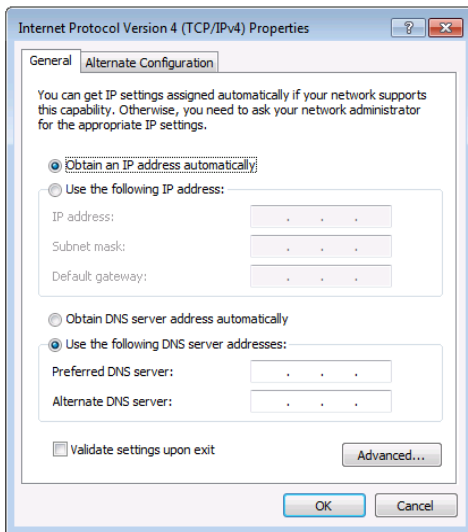 Internet Protocol Version 4 (TCP/IPv4) Properties
General
Alternate Configuration
You can get IP settings assigned automatically if your network supports
this capability. Otherwise, you need to ask your network administrator
for the appropriate IP settings.
Obtain an IP address automatically
Use the following IP address:
IP address:
Subnet mask:
Default gateway:
Obtain DNS server address automatically
Use the following DNS server addresses:
Preferred DNS server:
Alternate DNS server:
Validate settings upon exit
Advanced...
OK
Cancel